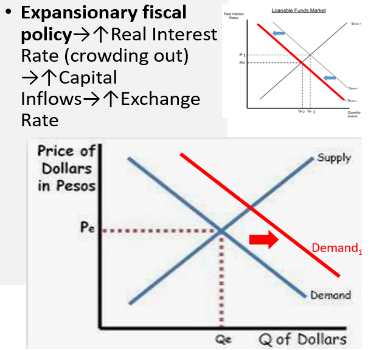 • Expansionary fiscal
policy→↑Real Interest
Rate (crowding out)
→↑Capital
Inflows→↑Exchange
Rate
Loanable Funds Market
Real Interest
Rates
Quantity
Price of
Dollars
in Pesos
Supply
Pe
Demand₁
Demand
Qe
Q of Dollars